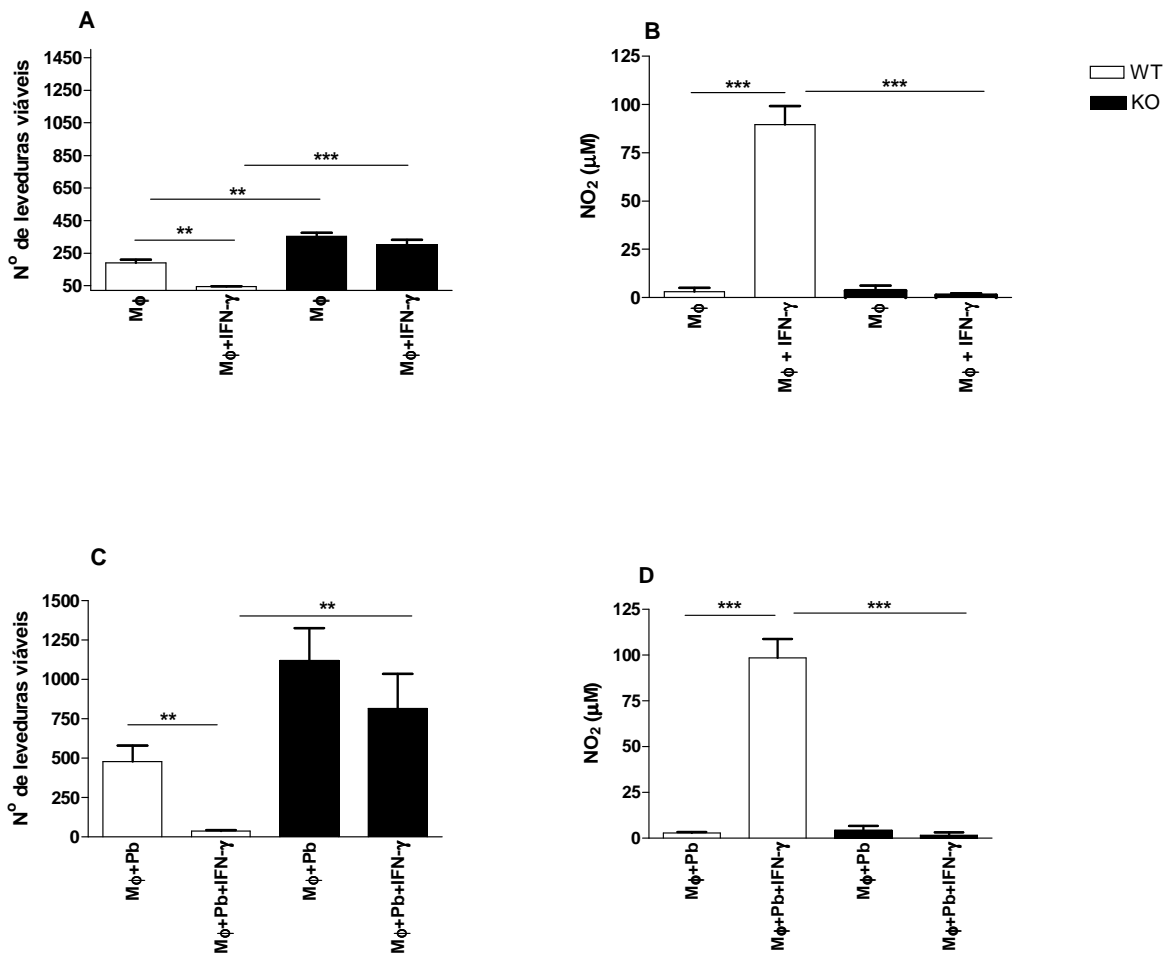 A
Nº de leveduras viáveis
1450
1250
1050
850
650
450
250
50
**
**
***
Mϕ
Mϕ+IFN-γ
Mϕ
Mϕ+IFN-γ
B
NO₂ (µM)
125
100
75
50
25
0
***
***
Mϕ
Mϕ + IFN-γ
Mϕ
Mϕ + IFN-γ
WT
KO
C
Nº de leveduras viáveis
1500
1250
1000
750
500
250
0
**
**
Mϕ+Pb
Mϕ+Pb+IFN-γ
Mϕ+Pb
Mϕ+Pb+IFN-γ
D
NO₂ (µM)
125
100
75
50
25
0
***
***
Mϕ+Pb
Mϕ+Pb+IFN-γ
Mϕ+Pb
Mϕ+Pb+IFN-γ